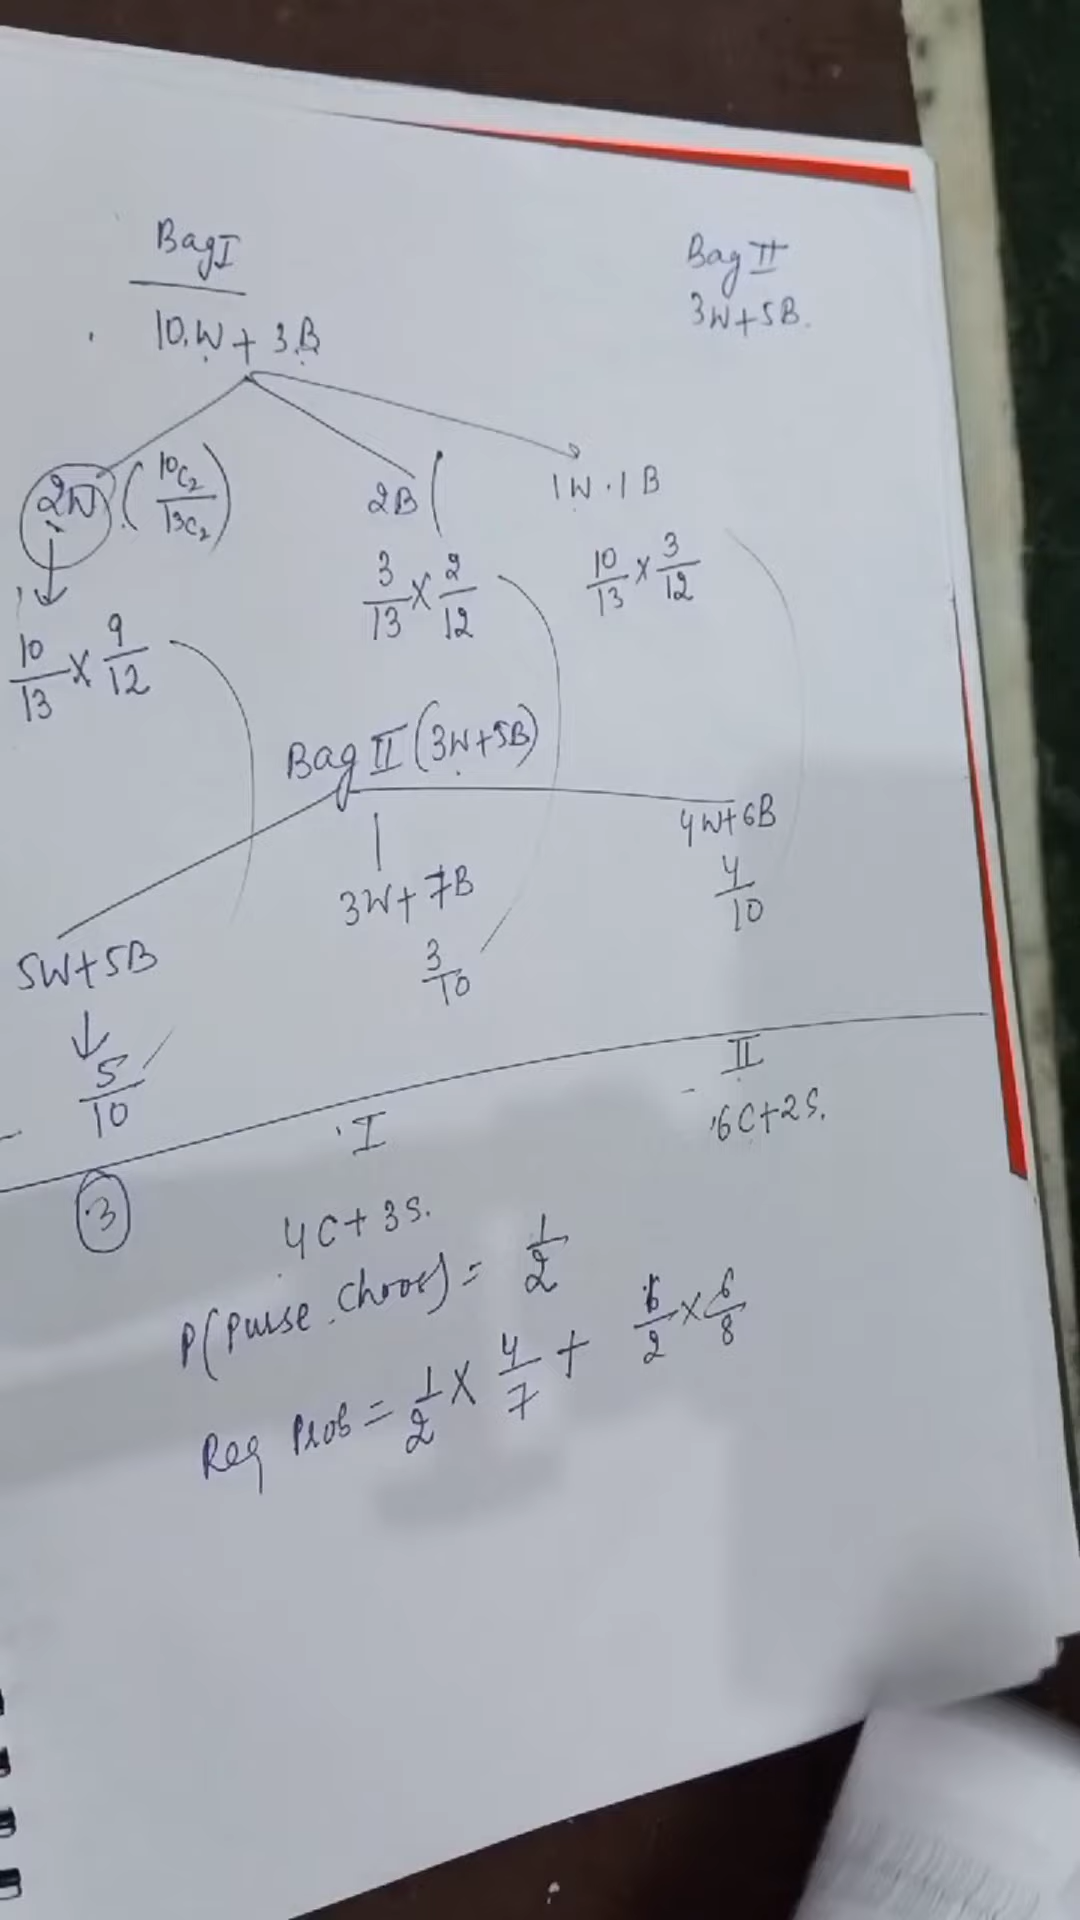 Bag I
Bag II
10.W + 3.B
3W+5B.
2W (10C2/13C2)
2B (
1W.1B
10/13 × 9/12
3/13 × 2/12
10/13 × 3/12
Bag II (3W+5B)
5W+5B
3W+7B
4W+6B
5/10
3/10
4/10
I
II
3
4C+3S.
6C+2S.
P(Purse choose) = 1/2
Req Prob = 1/2 × 4/7 + /2 × 6/8